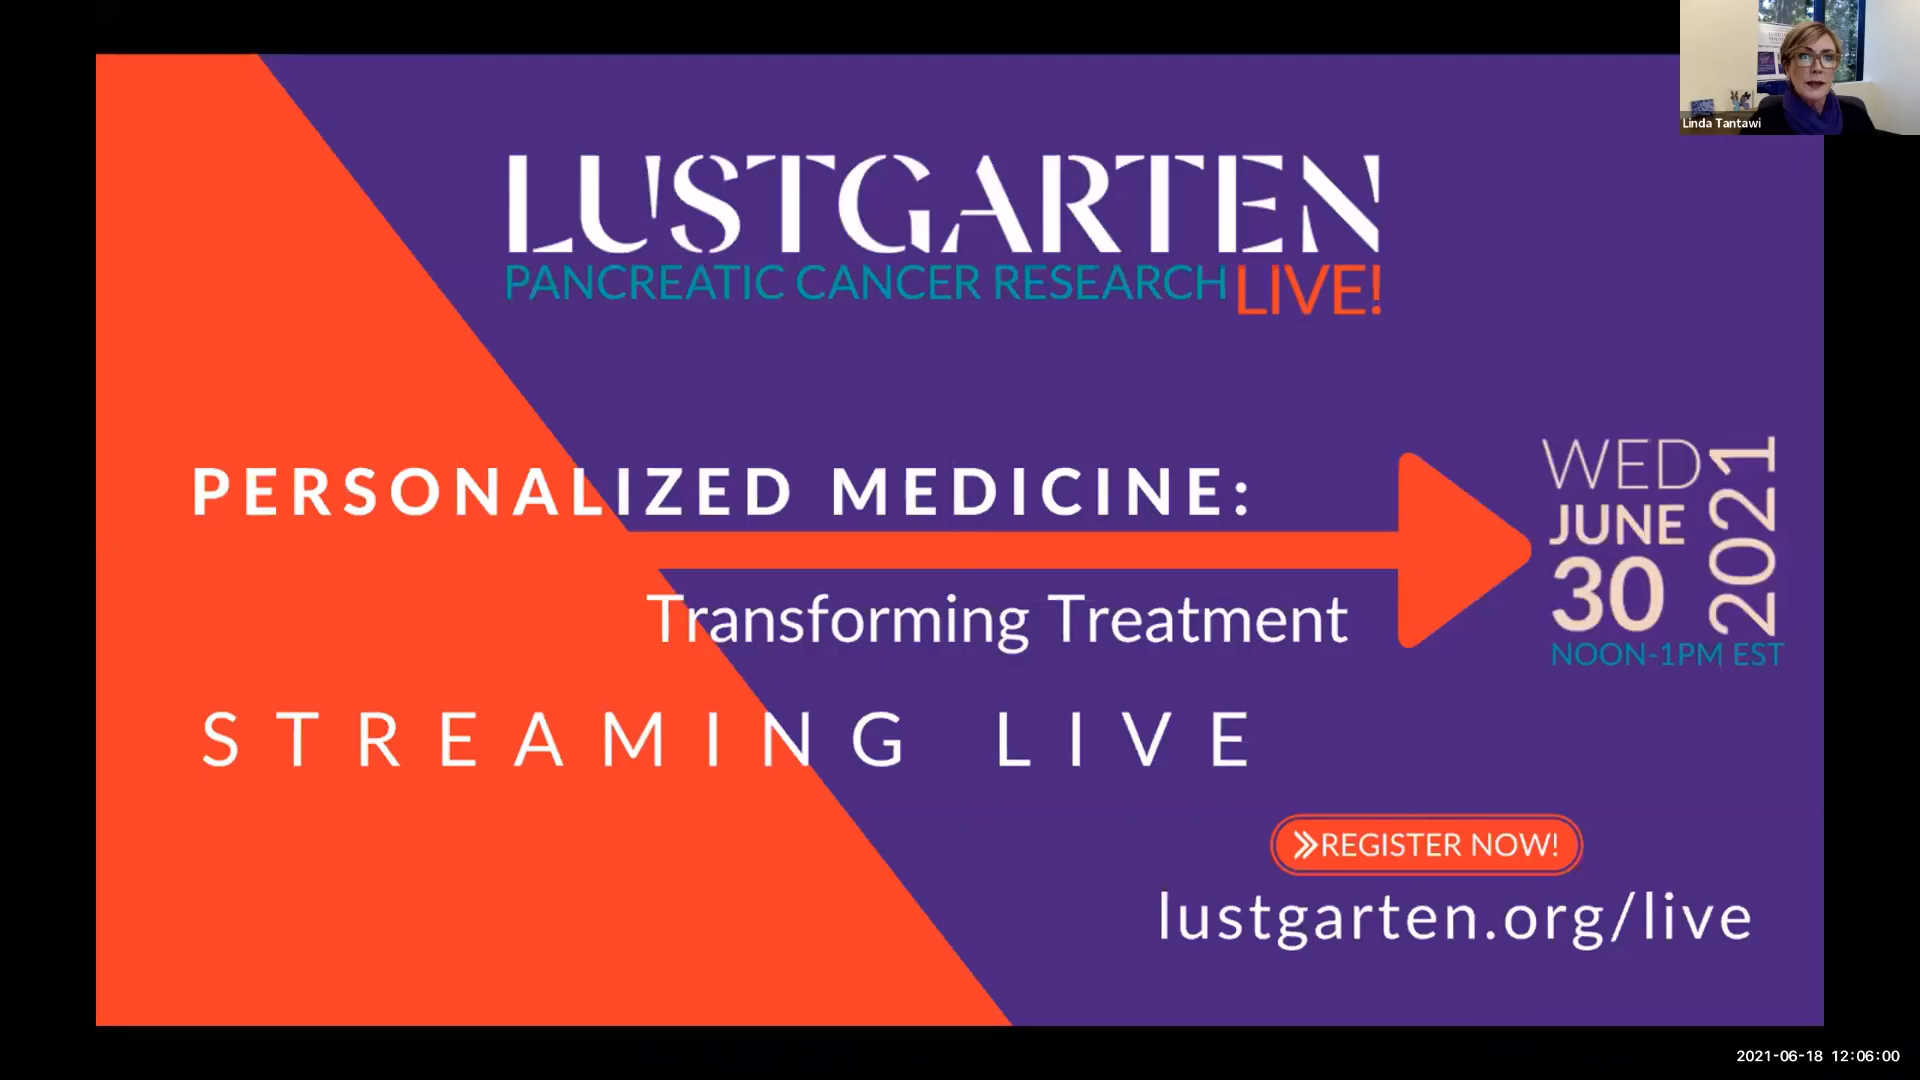 Linda Tantawi
LUSTGARTEN
PANCREATIC CANCER RESEARCH LIVE!
PERSONALIZED MEDICINE:
Transforming Treatment
STREAMING LIVE
WED
JUNE
30
2021
NOON-1PM EST
REGISTER NOW!
lustgarten.org/live
2021-06-18 12:06:00